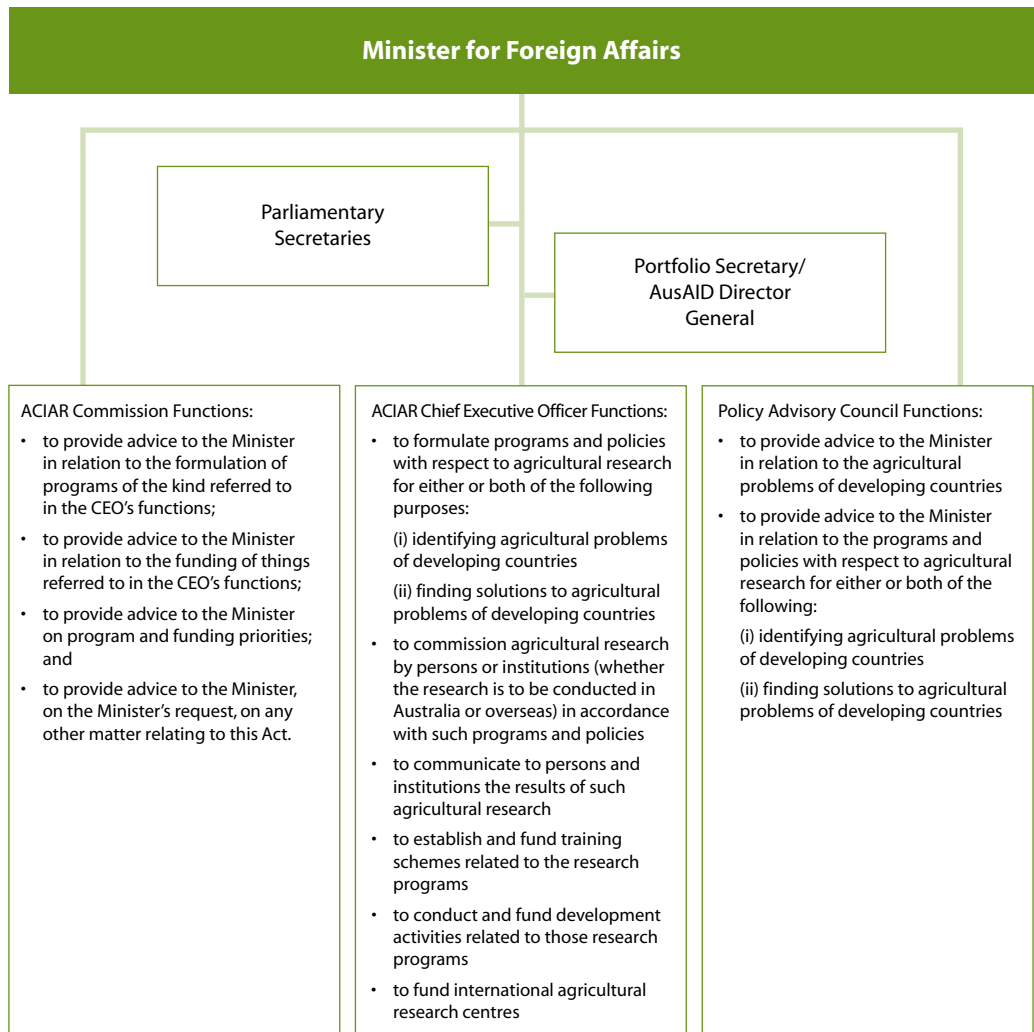 Minister for Foreign Affairs
Parliamentary
Secretaries
Portfolio Secretary/
AusAID Director
General
ACIAR Commission Functions:
• to provide advice to the Minister
in relation to the formulation of
programs of the kind referred to
in the CEO's functions;
• to provide advice to the Minister
in relation to the funding of things
referred to in the CEO's functions;
• to provide advice to the Minister
on program and funding priorities;
and
• to provide advice to the Minister,
on the Minister's request, on any
other matter relating to this Act.
ACIAR Chief Executive Officer Functions:
• to formulate programs and policies
with respect to agricultural research
for either or both of the following
purposes:
(i) identifying agricultural problems
of developing countries
(ii) finding solutions to agricultural
problems of developing countries
• to commission agricultural research
by persons or institutions (whether
the research is to be conducted in
Australia or overseas) in accordance
with such programs and policies
• to communicate to persons and
institutions the results of such
agricultural research
• to establish and fund training
schemes related to the research
programs
• to conduct and fund development
activities related to those research
programs
• to fund international agricultural
research centres
Policy Advisory Council Functions:
• to provide advice to the Minister
in relation to the agricultural
problems of developing countries
• to provide advice to the Minister
in relation to the programs and
policies with respect to agricultural
research for either or both of the
following:
(i) identifying agricultural problems
of developing countries
(ii) finding solutions to agricultural
problems of developing countries